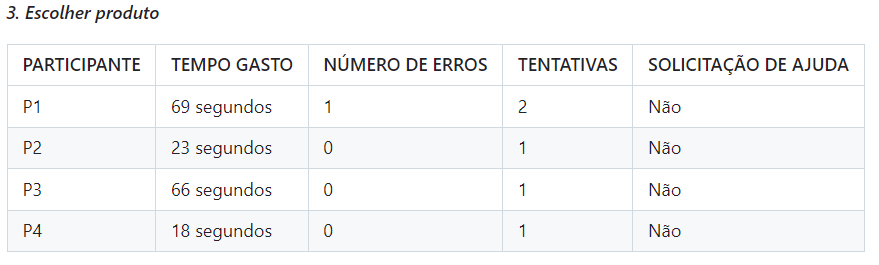 3. Escolher produto
PARTICIPANTE TEMPO GASTO NÚMERO DE ERROS TENTATIVAS SOLICITAÇÃO DE AJUDA
P1 69 segundos 1 2 Não
P2 23 segundos 0 1 Não
P3 66 segundos 0 1 Não
P4 18 segundos 0 1 Não